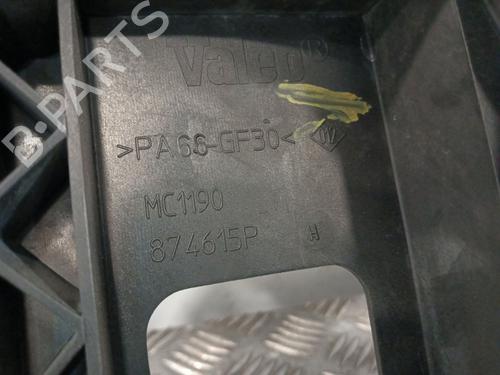 B-PARTS
Valeo®
>PA66-GF30<
MC1190
874615P H